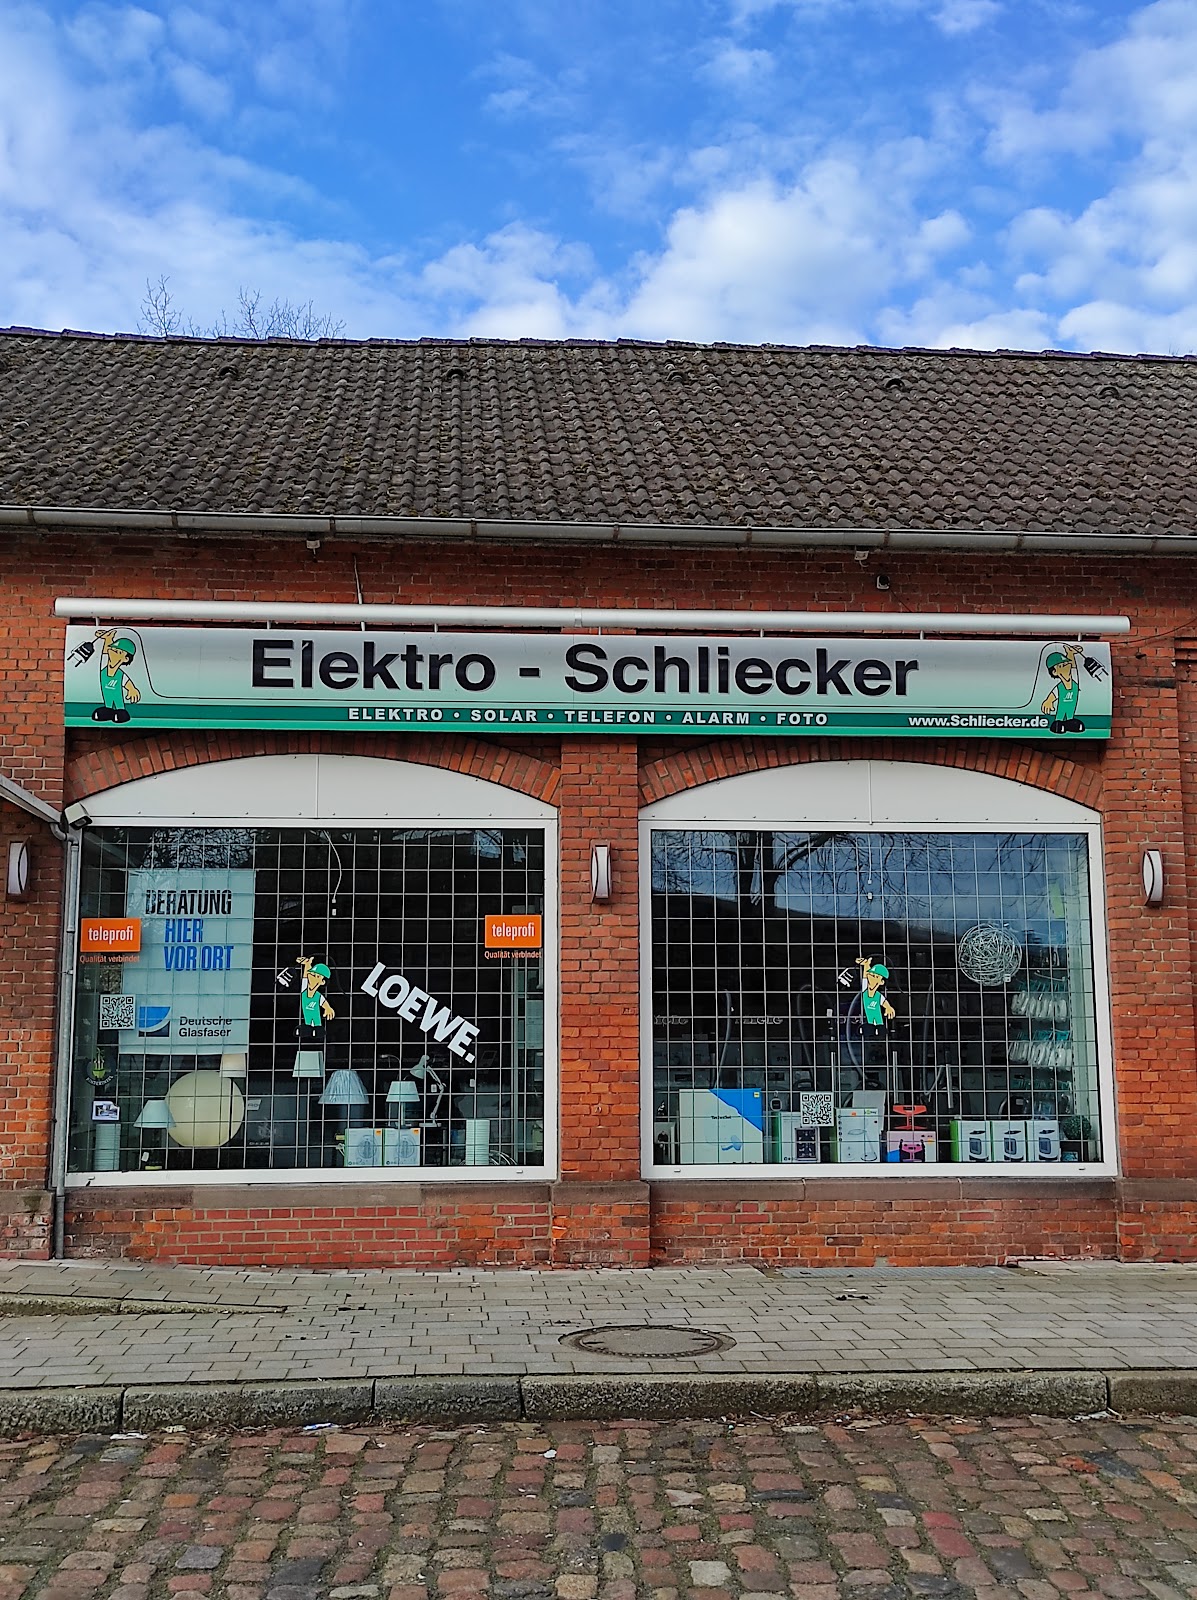 Elektro - Schliecker
ELEKTRO • SOLAR • TELEFON • ALARM • FOTO
www.Schliecker.de
BERATUNG
HIER
VOR ORT
Deutsche
Glasfaser
teleprofi
Qualität verbindet
teleprofi
Qualität verbindet
LOEWE.